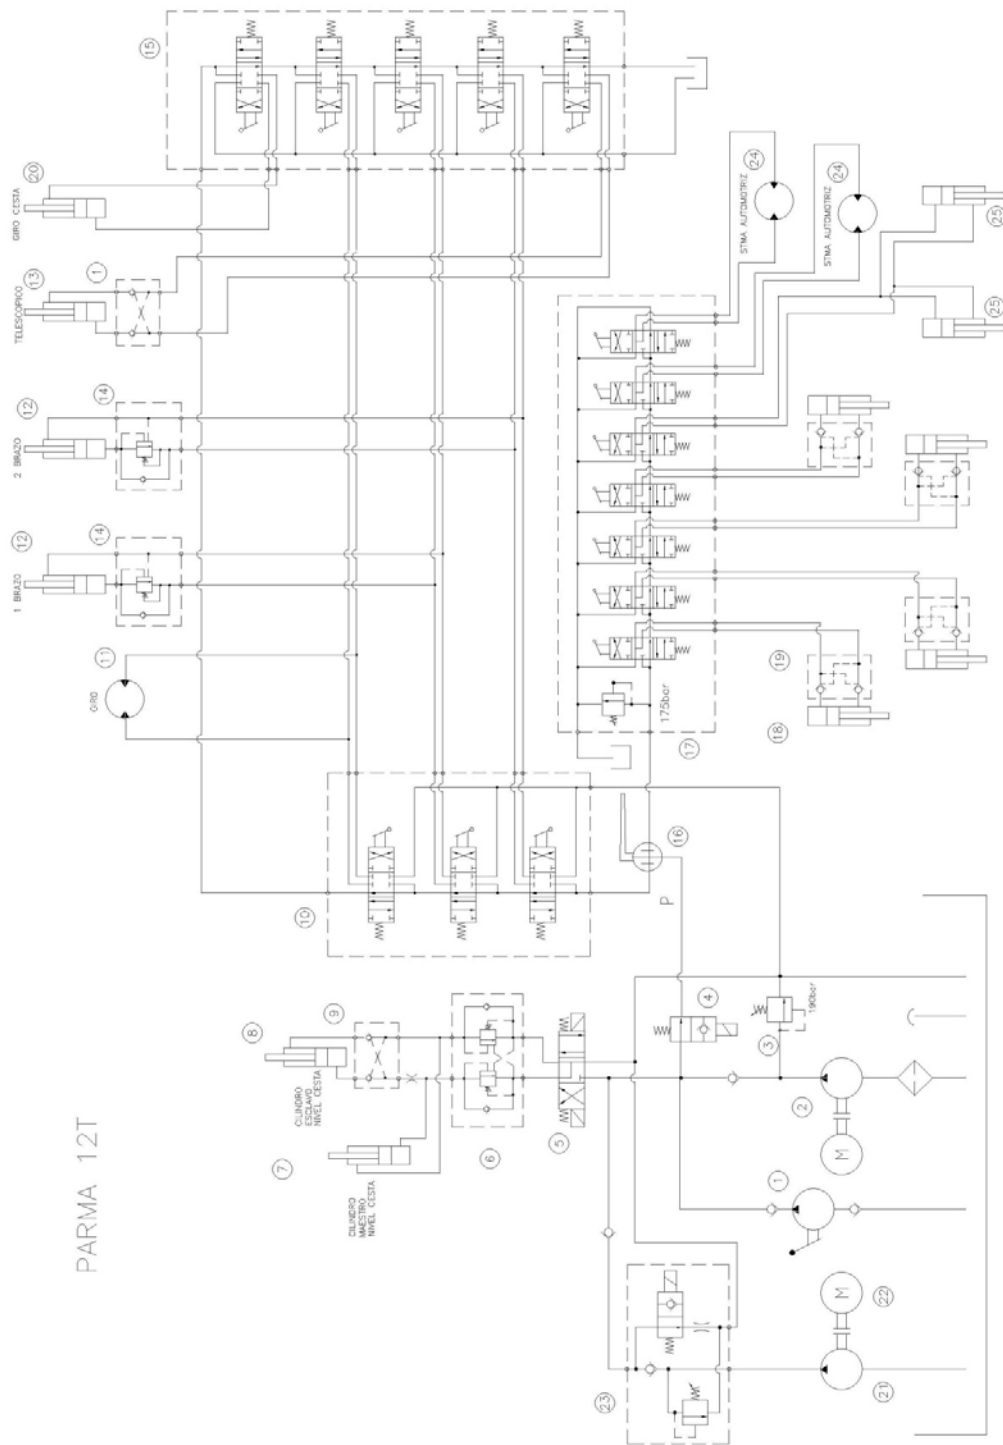 PARMA 12T
15
20
GIRO CESTA
13
TELESCOPICO
1
12
2 BRAZO
14
12
1 BRAZO
14
11
GIRO
10
24
STMA AUTOMOTRIZ
24
STMA AUTOMOTRIZ
25
25
175bar
17
19
18
16
P
8
CILINDRO
ESCLAVO
NIVEL CESTA
9
7
CILINDRO
MAESTRO
NIVEL CESTA
6
5
4
3
190bar
2
M
1
M
22
21
23